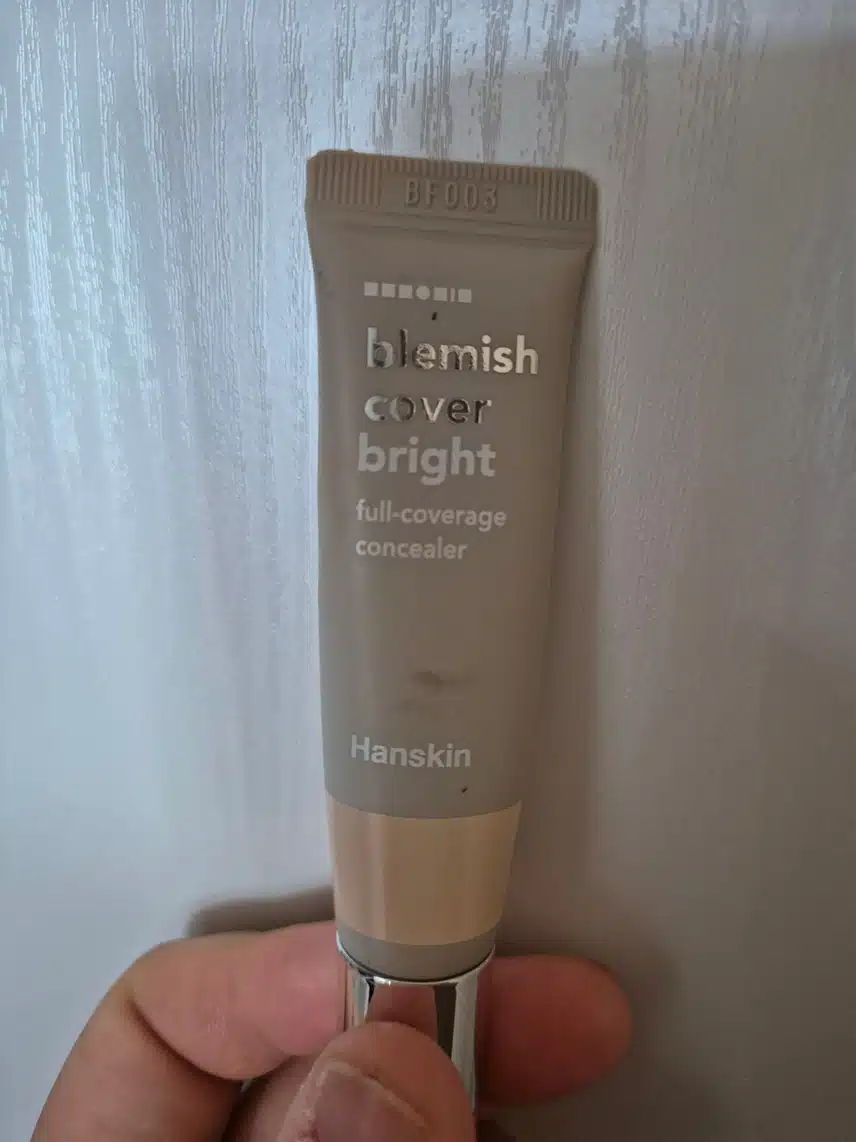 BF003
blemish
cover
bright
full-coverage
concealer
Hanskin